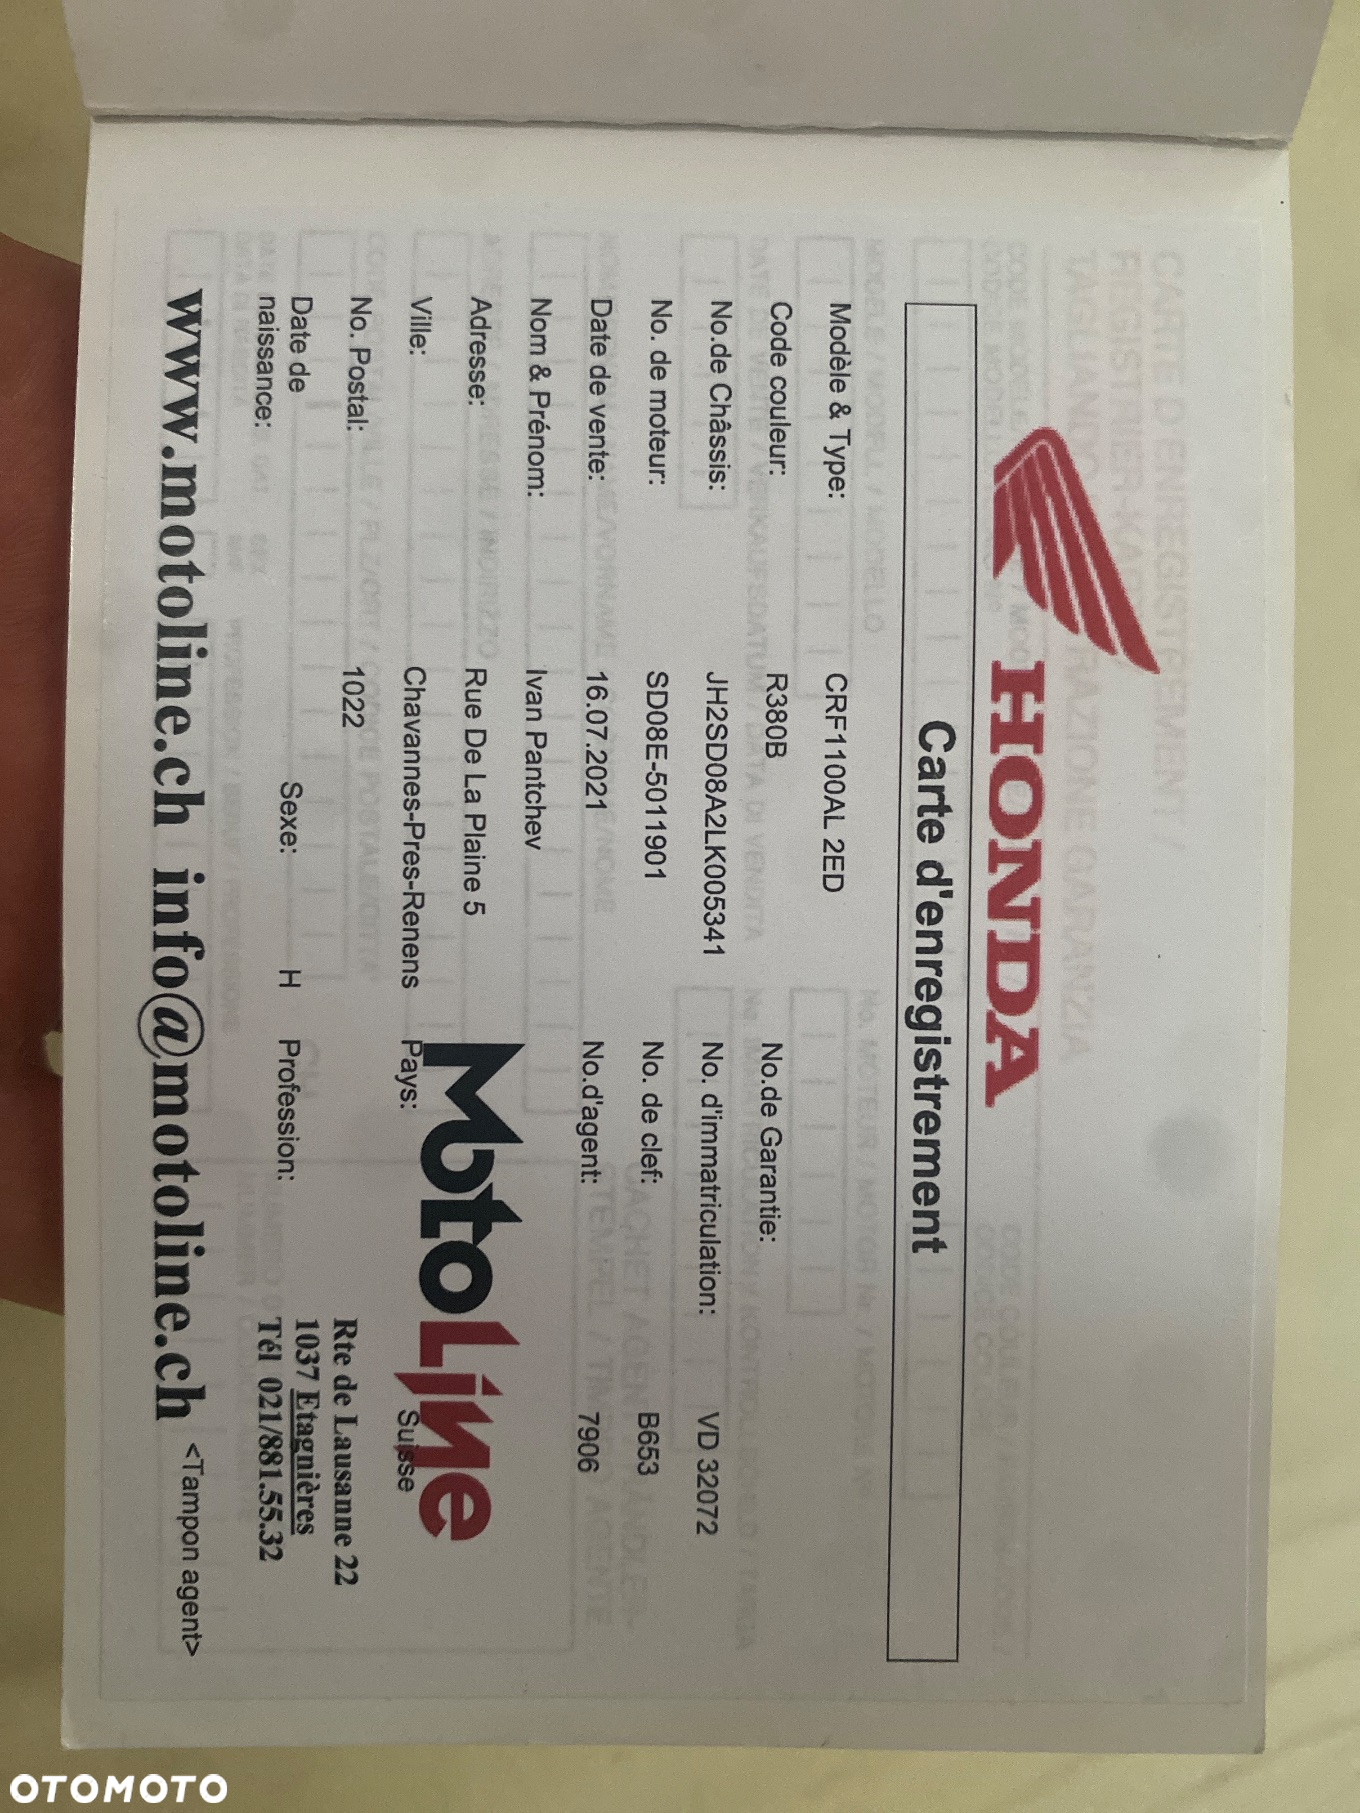 HONDA
Carte d'enregistrement
Modèle & Type: CRF1100AL 2ED
Code couleur: R380B No.de Garantie:
No.de Châssis: JH2SD08A2LK005341 No. d'immatriculation: VD 32072
No. de moteur: SD08E-5011901 No. de clef: B653
Date de vente: 16.07.2021 No.d'agent: 7906
Nom & Prénom: Ivan Pantchev
Adresse: Rue De La Plaine 5
MotoLine
Ville: Chavannes-Pres-Renens Pays: Suisse
No. Postal: 1022
Rte de Lausanne 22
Date de
naissance: Sexe: H Profession:
1037 Etagnières
Tél 021/881.55.32
www.motoline.ch info@motoline.ch <Tampon agent>
OTOMOTO